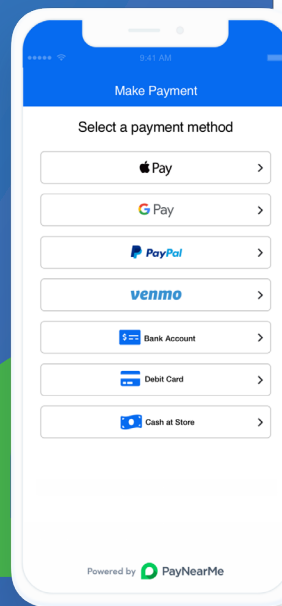 9:41 AM
Make Payment
Select a payment method
Pay
G Pay
PayPal
venmo
Bank Account
Debit Card
Cash at Store
Powered by PayNearMe